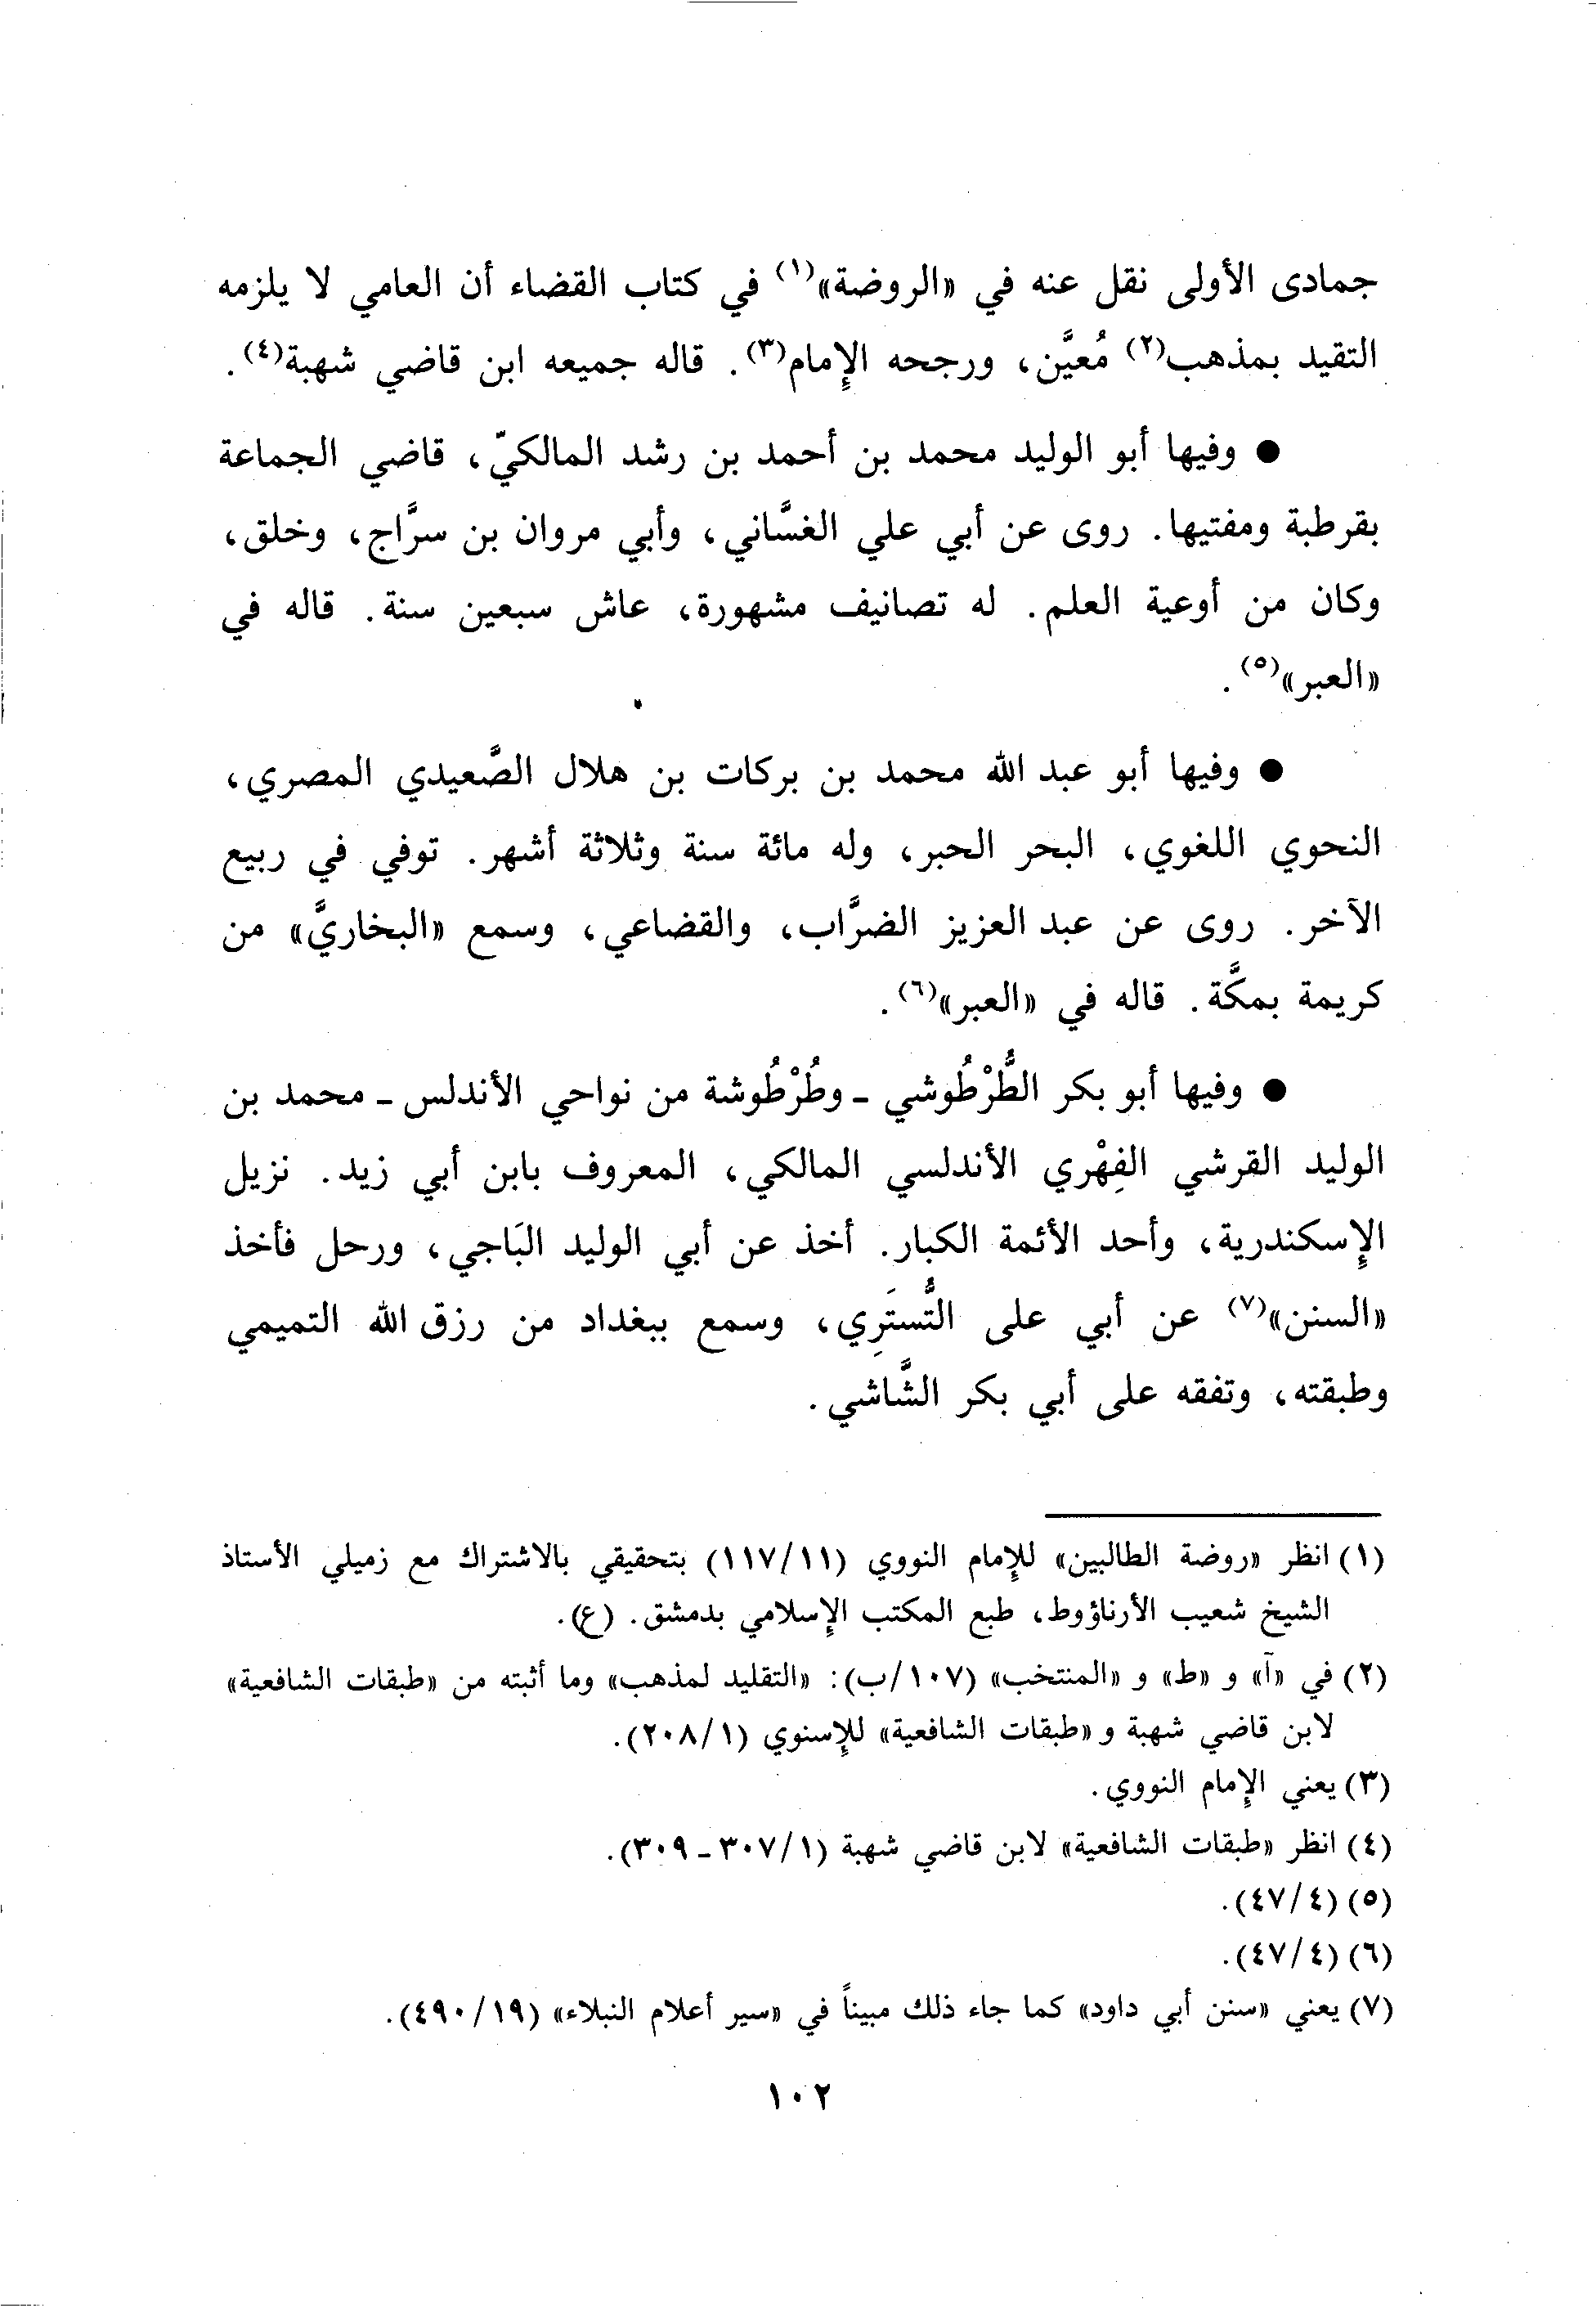 جمادى الأولى نقل عنه في «الروضة»(١) في كتاب القضاء أن العامي لا يلزمه
التقيد بمذهب(٢) مُعيَّن، ورجحه الإِمام(٣). قاله جميعه ابن قاضي شهبة(٤).
● وفيها أبو الوليد محمد بن أحمد بن رشد المالكيّ، قاضي الجماعة
بقرطبة ومفتيها. روى عن أبي علي الغسَّاني، وأبي مروان بن سرَّاج، وخلق،
وكان من أوعية العلم. له تصانيف مشهورة، عاش سبعين سنة. قاله في
«العبر»(٥).
● وفيها أبو عبد الله محمد بن بركات بن هلال الصَّعيدي المصري،
النحوي اللغوي، البحر الحبر، وله مائة سنة وثلاثة أشهر. توفي في ربيع
الآخر. روى عن عبد العزيز الضرَّاب، والقضاعي، وسمع «البخاريَّ» من
كريمة بمكَّة. قاله في «العبر»(٦).
● وفيها أبو بكر الطُّرْطُوشي ـ وطُرْطُوشة من نواحي الأندلس ـ محمد بن
الوليد القرشي الفِهْري الأندلسي المالكي، المعروف بابن أبي زيد. نزيل
الإِسكندرية، وأحد الأئمة الكبار. أخذ عن أبي الوليد البَاجي، ورحل فأخذ
«السنن»(٧) عن أبي على التُّستَرِي، وسمع ببغداد من رزق الله التميمي
وطبقته، وتفقه على أبي بكر الشَّاشي.
(١) انظر «روضة الطالبين» للإِمام النووي (١١٧/١١) بتحقيقي بالاشتراك مع زميلي الأستاذ
الشيخ شعيب الأرناؤوط، طبع المكتب الإِسلامي بدمشق. (ع).
(٢) في «آ» و «ط» و «المنتخب» (١٠٧/ب): «التقليد لمذهب» وما أثبته من «طبقات الشافعية»
لابن قاضي شهبة و «طبقات الشافعية» للإِسنوي (٢٠٨/١).
(٣) يعني الإِمام النووي.
(٤) انظر «طبقات الشافعية» لابن قاضي شهبة (٣٠٧/١ ـ ٣٠٩).
(٥) (٤٧/٤).
(٦) (٤٧/٤).
(٧) يعني «سنن أبي داود» كما جاء ذلك مبيناً في «سير أعلام النبلاء» (٤٩٠/١٩).
١٠٢